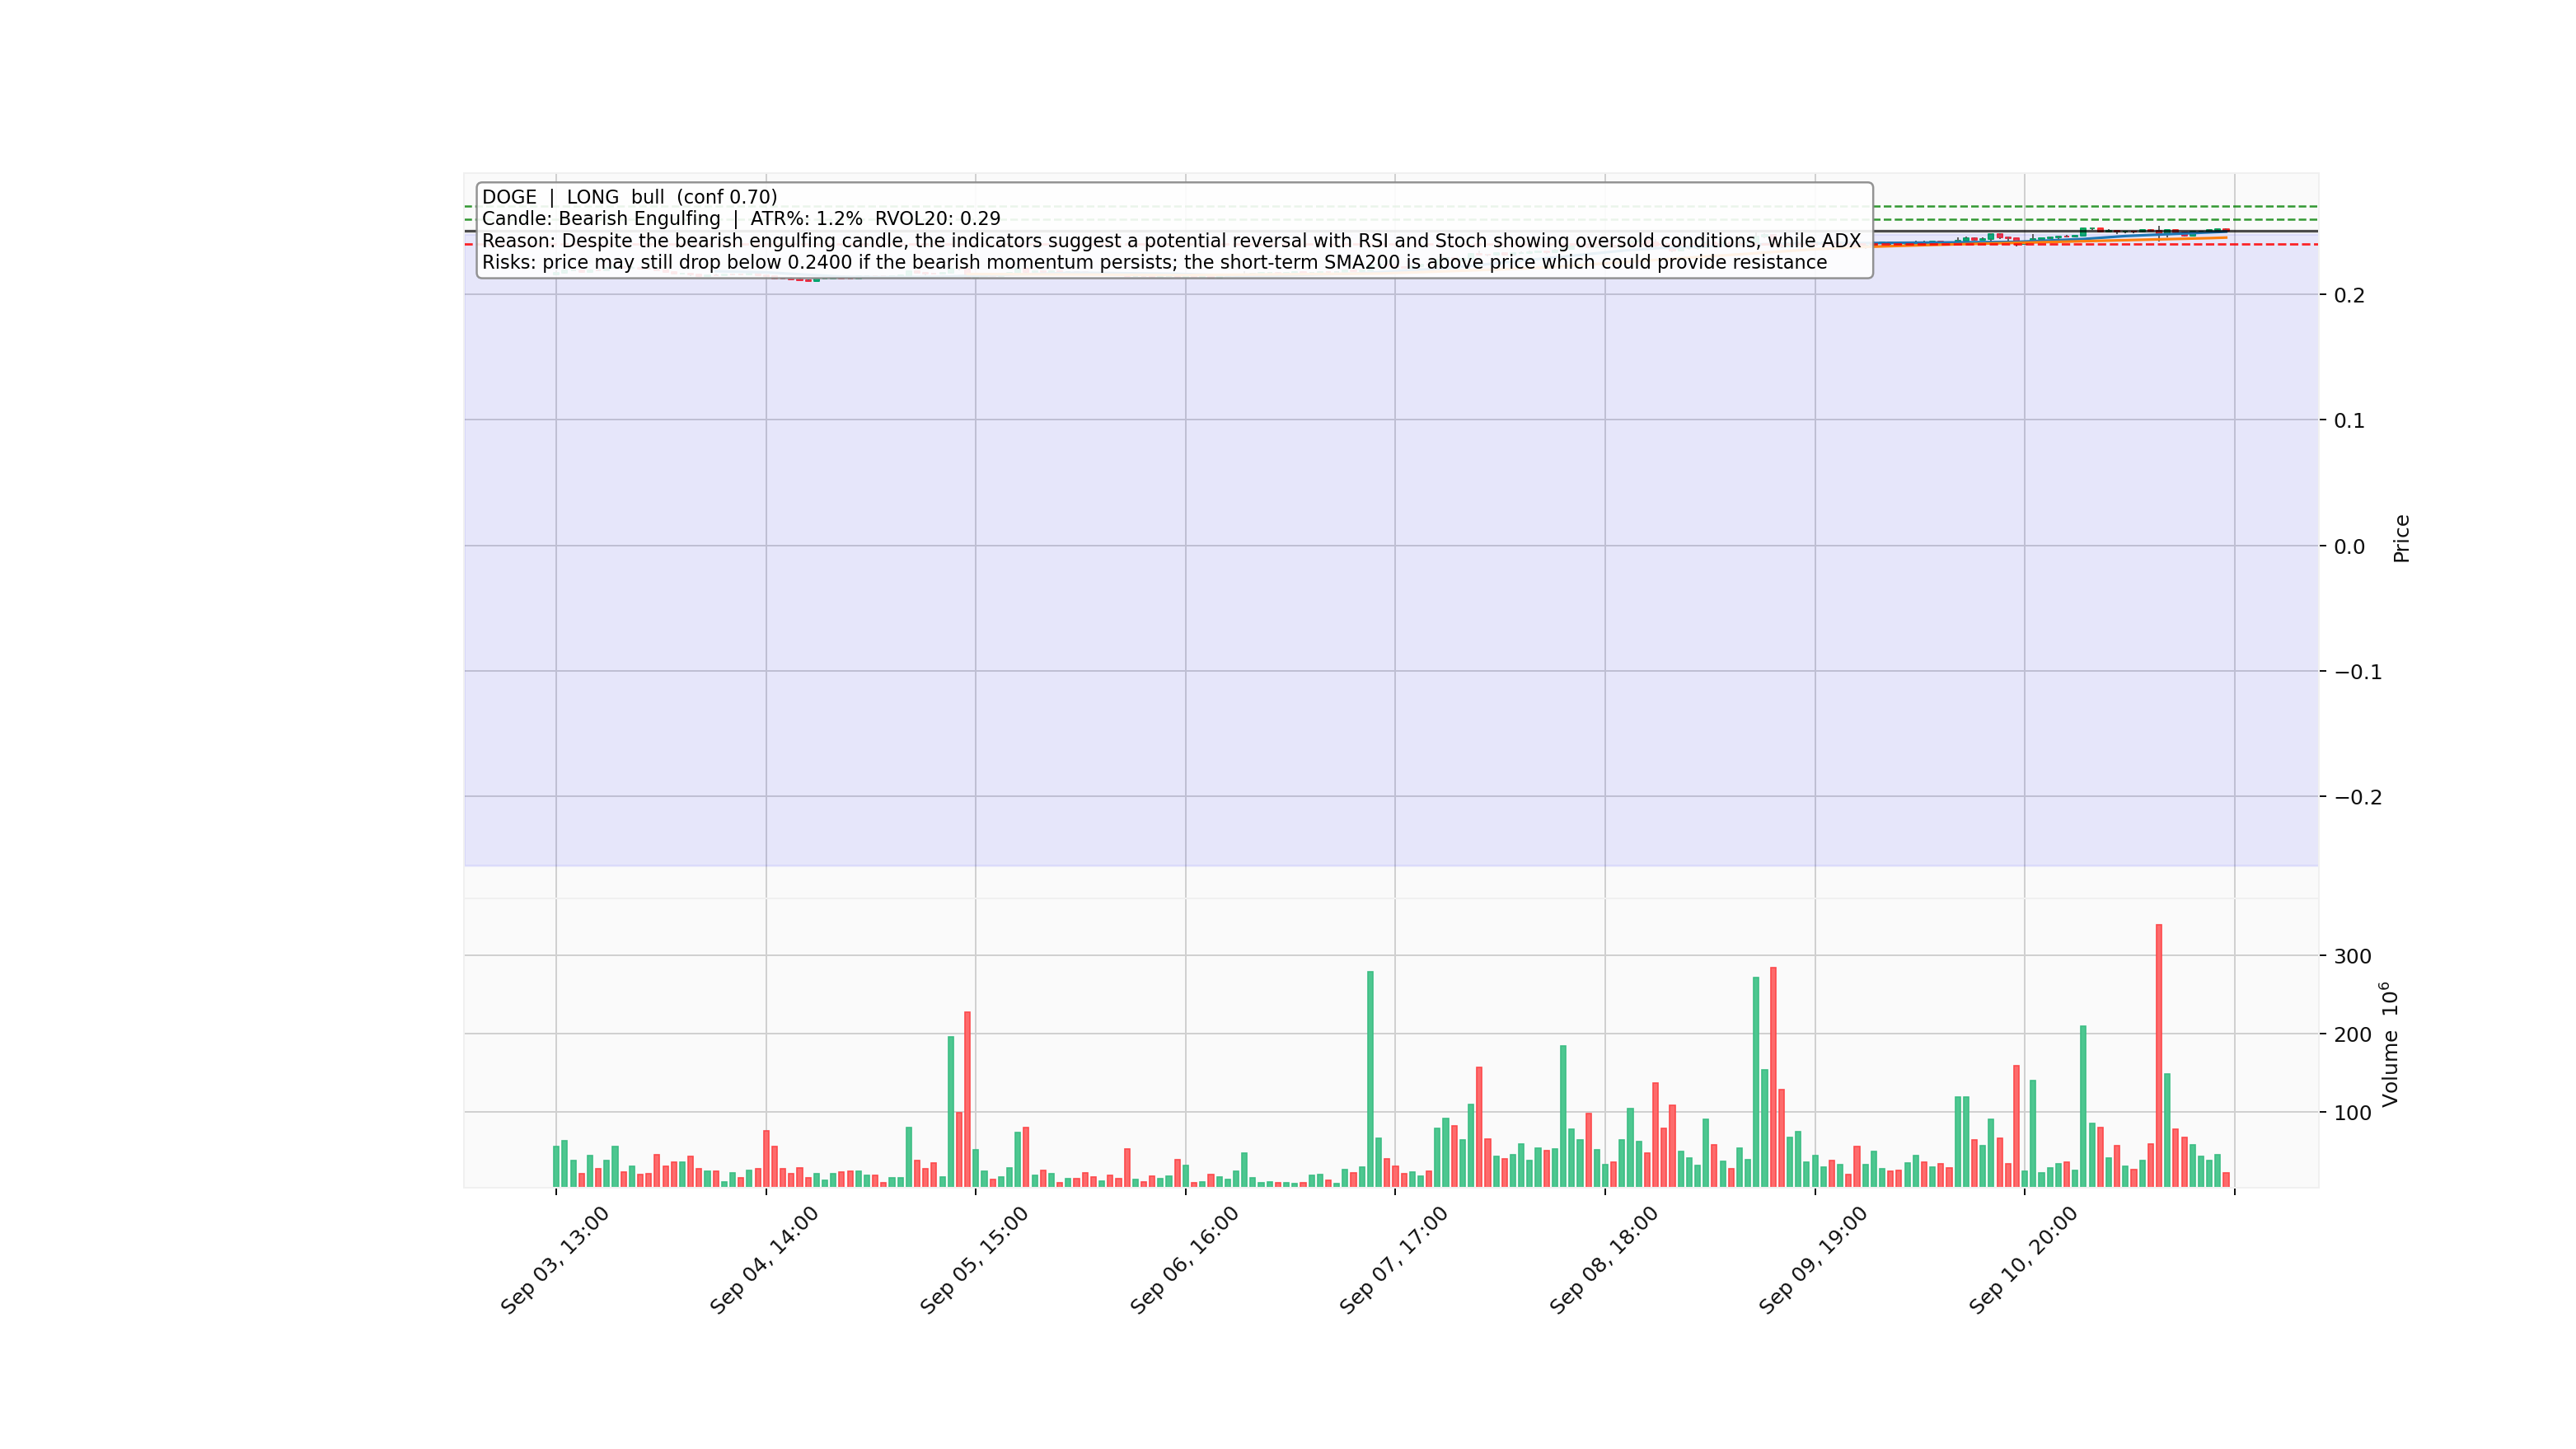 DOGE | LONG bull (conf 0.70)
Candle: Bearish Engulfing | ATR%: 1.2% RVOL20: 0.29
Reason: Despite the bearish engulfing candle, the indicators suggest a potential reversal with RSI and Stoch showing oversold conditions, while ADX
Risks: price may still drop below 0.2400 if the bearish momentum persists; the short-term SMA200 is above price which could provide resistance
0.2
0.1
0.0
−0.1
−0.2
Price
300
200
100
Volume 10⁶
Sep 03, 13:00
Sep 04, 14:00
Sep 05, 15:00
Sep 06, 16:00
Sep 07, 17:00
Sep 08, 18:00
Sep 09, 19:00
Sep 10, 20:00